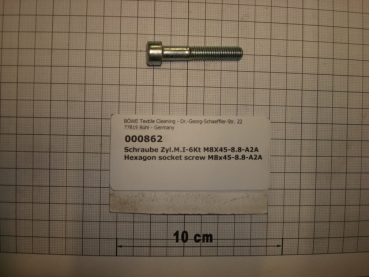 BÖWE Textile Cleaning - Dr.-Georg-Schaeffler-Str. 22
77815 Bühl - Germany
000862
Schraube Zyl.M.I-6Kt M8X45-8.8-A2A
Hexagon socket screw M8x45-8.8-A2A
10 cm